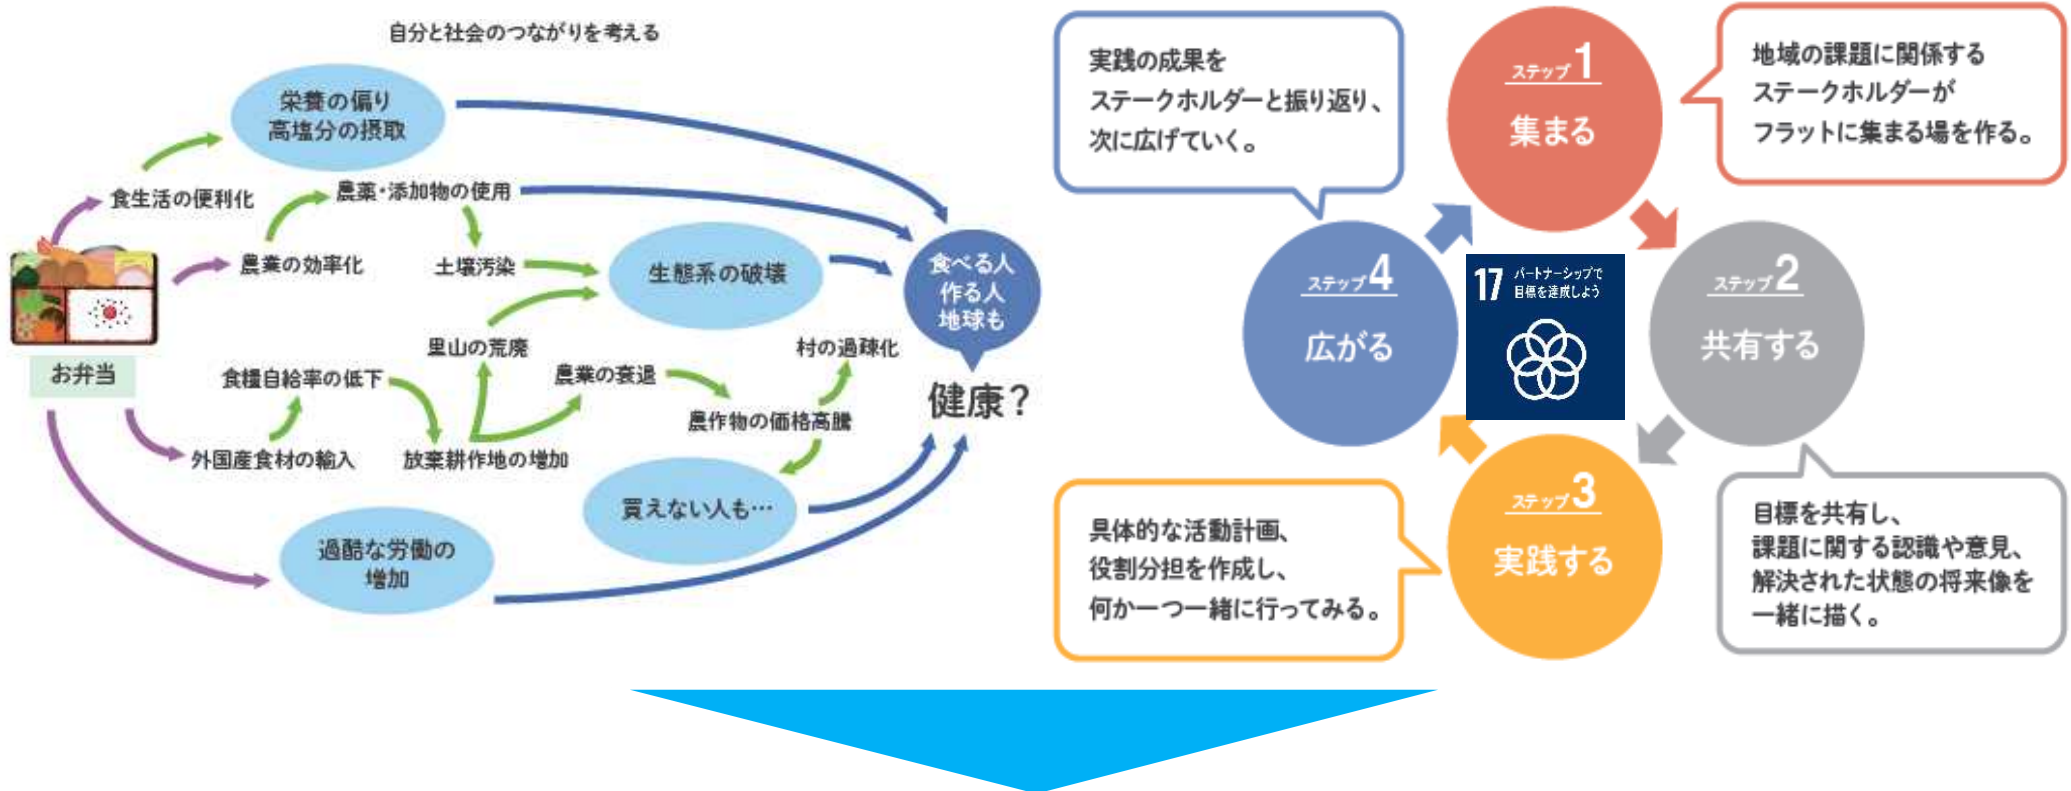 自分と社会のつながりを考える
栄養の偏り
高塩分の摂取
食生活の便利化
農薬・添加物の使用
農業の効率化
土壌汚染
生態系の破壊
食べる人
作る人
地球も
健康？
お弁当
里山の荒廃
村の過疎化
食糧自給率の低下
農業の衰退
農作物の価格高騰
外国産食材の輸入
放棄耕作地の増加
買えない人も…
過酷な労働の
増加
ステップ1
集まる
地域の課題に関係する
ステークホルダーが
フラットに集まる場を作る。
ステップ2
共有する
目標を共有し、
課題に関する認識や意見、
解決された状態の将来像を
一緒に描く。
ステップ3
実践する
具体的な活動計画、
役割分担を作成し、
何か一つ一緒に行ってみる。
ステップ4
広がる
実践の成果を
ステークホルダーと振り返り、
次に広げていく。
17 パートナーシップで
目標を達成しよう